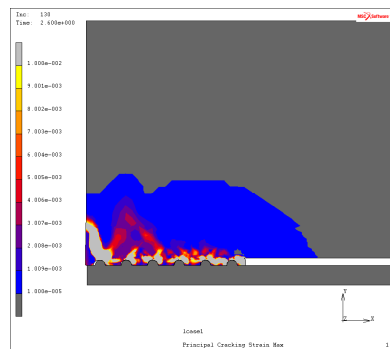 Inc: 130
Time: 2.600e+000
MSC Software
1.000e-002
9.001e-003
8.002e-003
7.003e-003
6.004e-003
5.005e-003
4.006e-003
3.007e-003
2.008e-003
1.009e-003
1.000e-005
Y
Z X
lcase1
Principal Cracking Strain Max
1